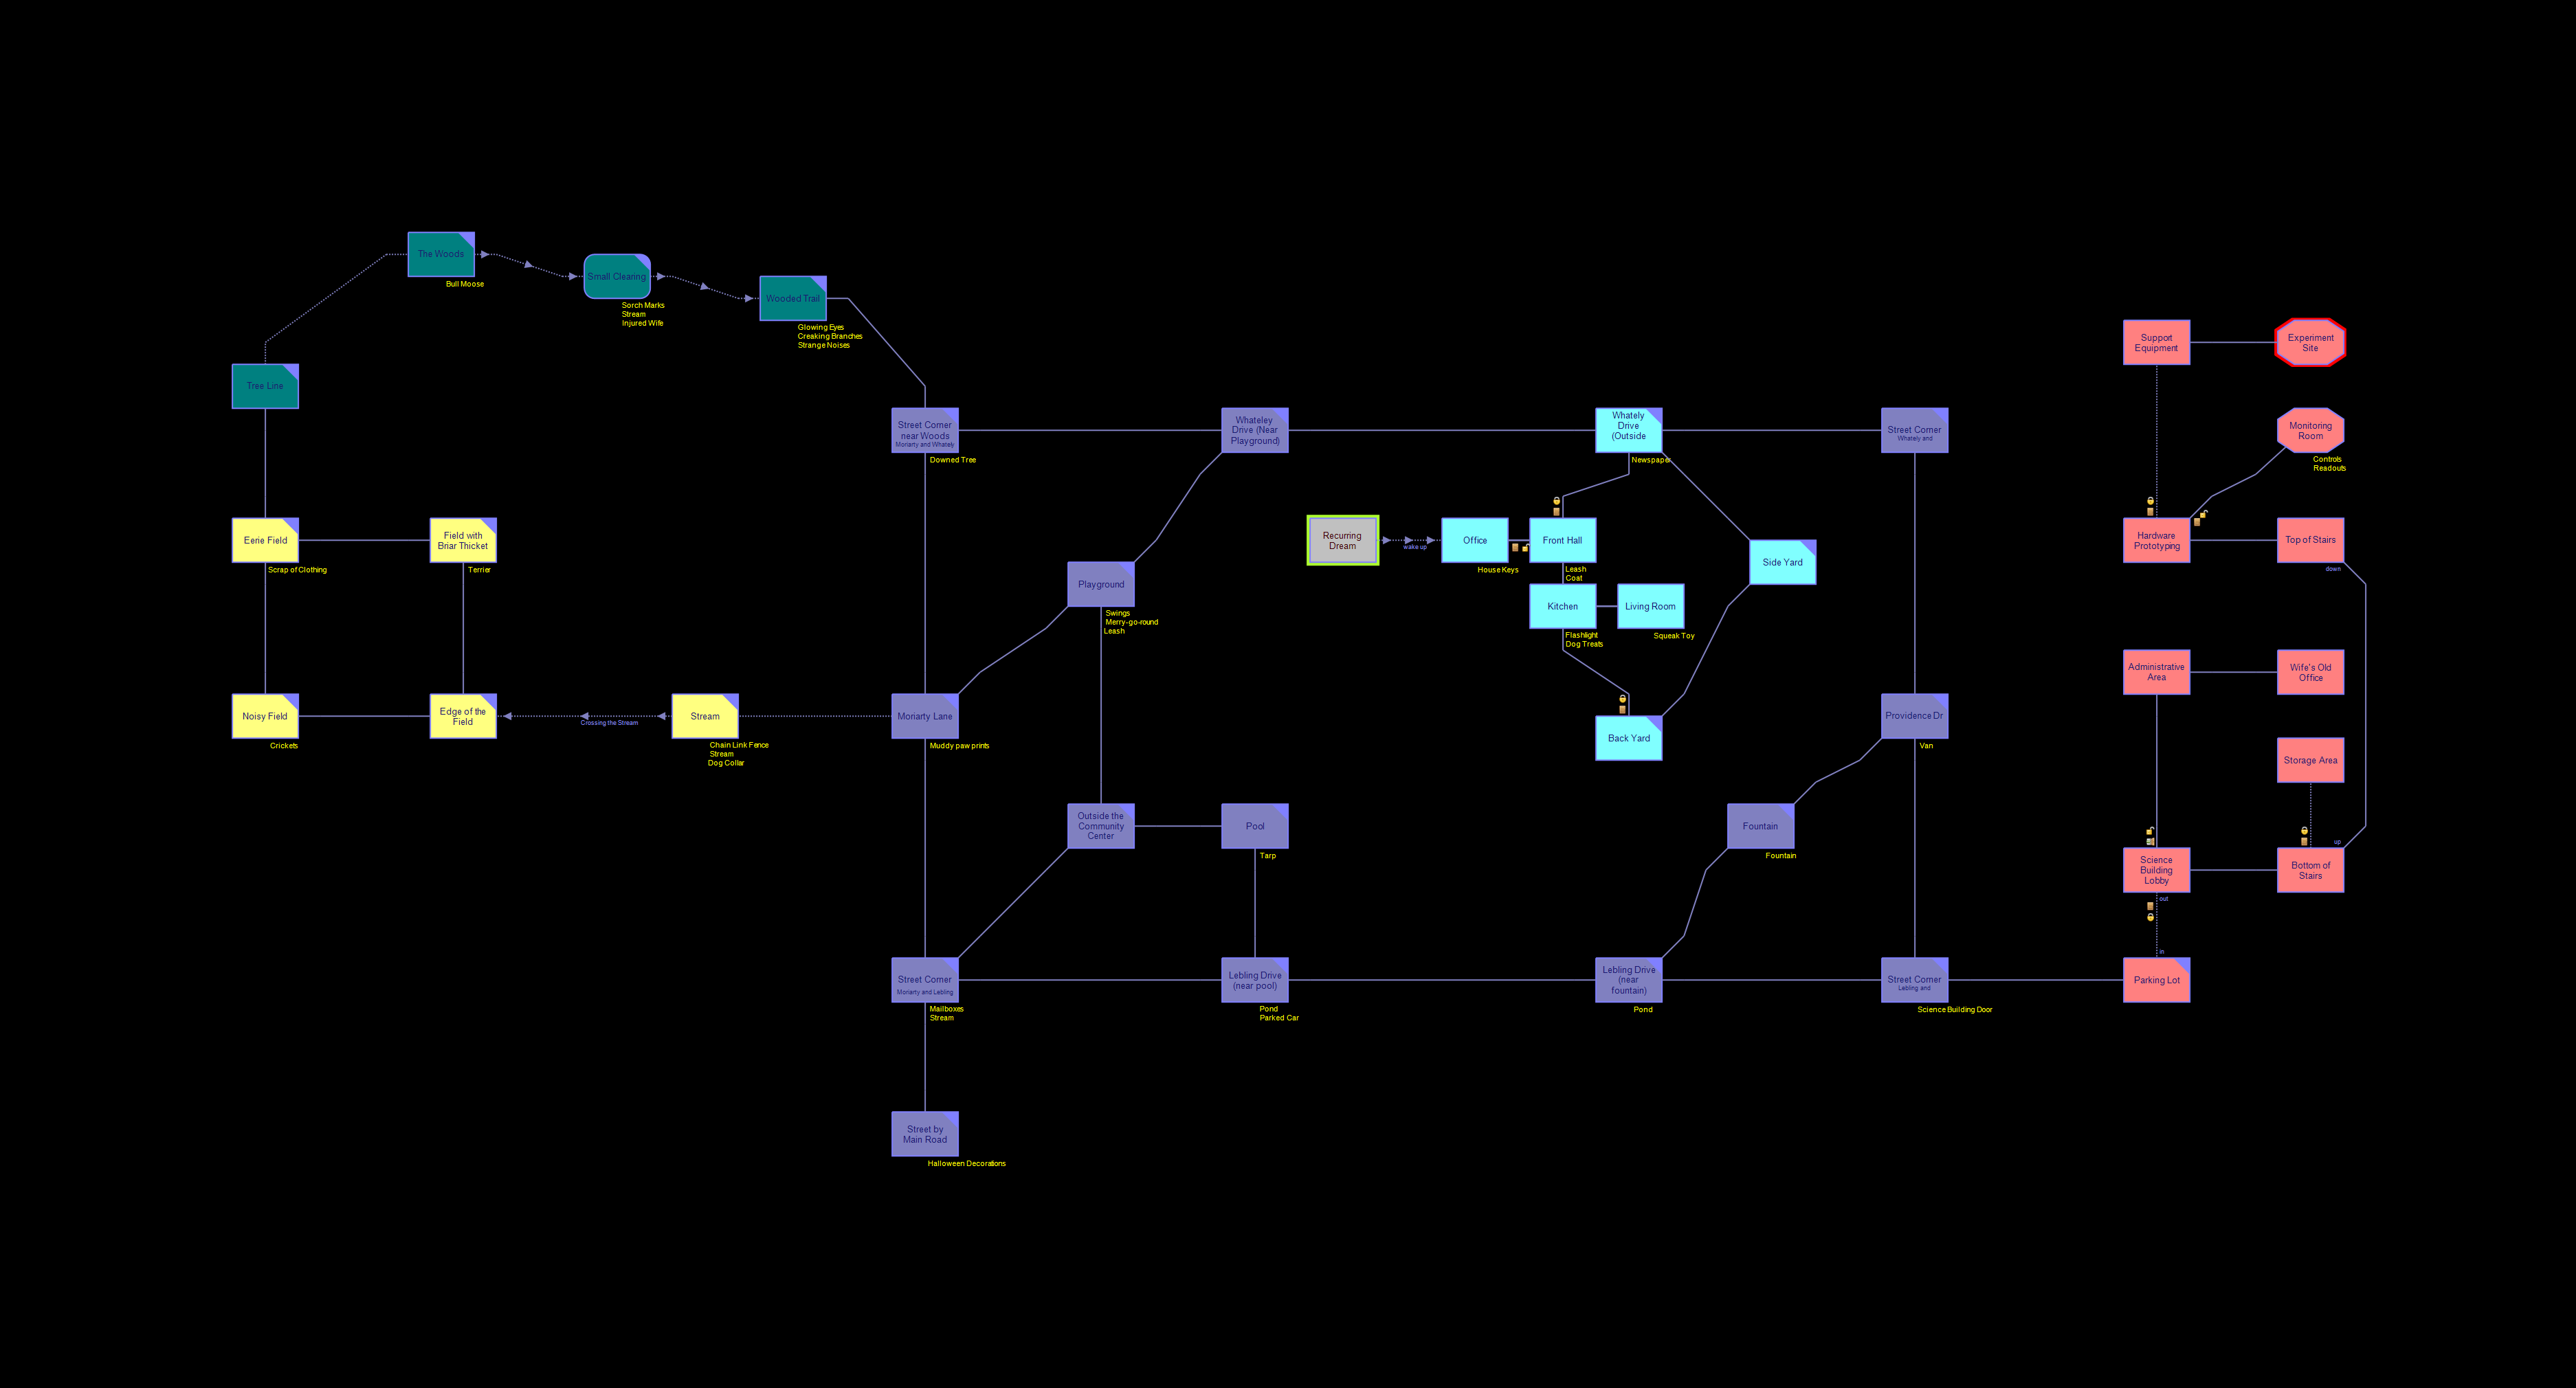 The Woods
Bull Moose
Small Clearing
Sorch Marks
Stream
Injured Wife
Wooded Trail
Glowing Eyes
Creaking Branches
Strange Noises
Tree Line
Support
Equipment
Experiment
Site
Street Corner
near Woods
Moriarty and Whately
Downed Tree
Whateley
Drive (Near
Playground)
Whately
Drive
(Outside
Newspaper
Street Corner
Whately and
Monitoring
Room
Controls
Readouts
Eerie Field
Scrap of Clothing
Field with
Briar Thicket
Terrier
Recurring
Dream
wake up
Office
House Keys
Front Hall
Leash
Coat
Side Yard
Hardware
Prototyping
Top of Stairs
down
Playground
Swings
Merry-go-round
Leash
Kitchen
Flashlight
Dog Treats
Living Room
Squeak Toy
Administrative
Area
Wife's Old
Office
Noisy Field
Crickets
Edge of the
Field
Crossing the Stream
Stream
Chain Link Fence
Stream
Dog Collar
Moriarty Lane
Muddy paw prints
Back Yard
Providence Dr
Van
Storage Area
Outside the
Community
Center
Pool
Tarp
Fountain
Fountain
Science
Building
Lobby
out
up
Bottom of
Stairs
in
Street Corner
Moriarty and Lebling
Mailboxes
Stream
Lebling Drive
(near pool)
Pond
Parked Car
Lebling Drive
(near
fountain)
Pond
Street Corner
Lebling and
Science Building Door
Parking Lot
Street by
Main Road
Halloween Decorations